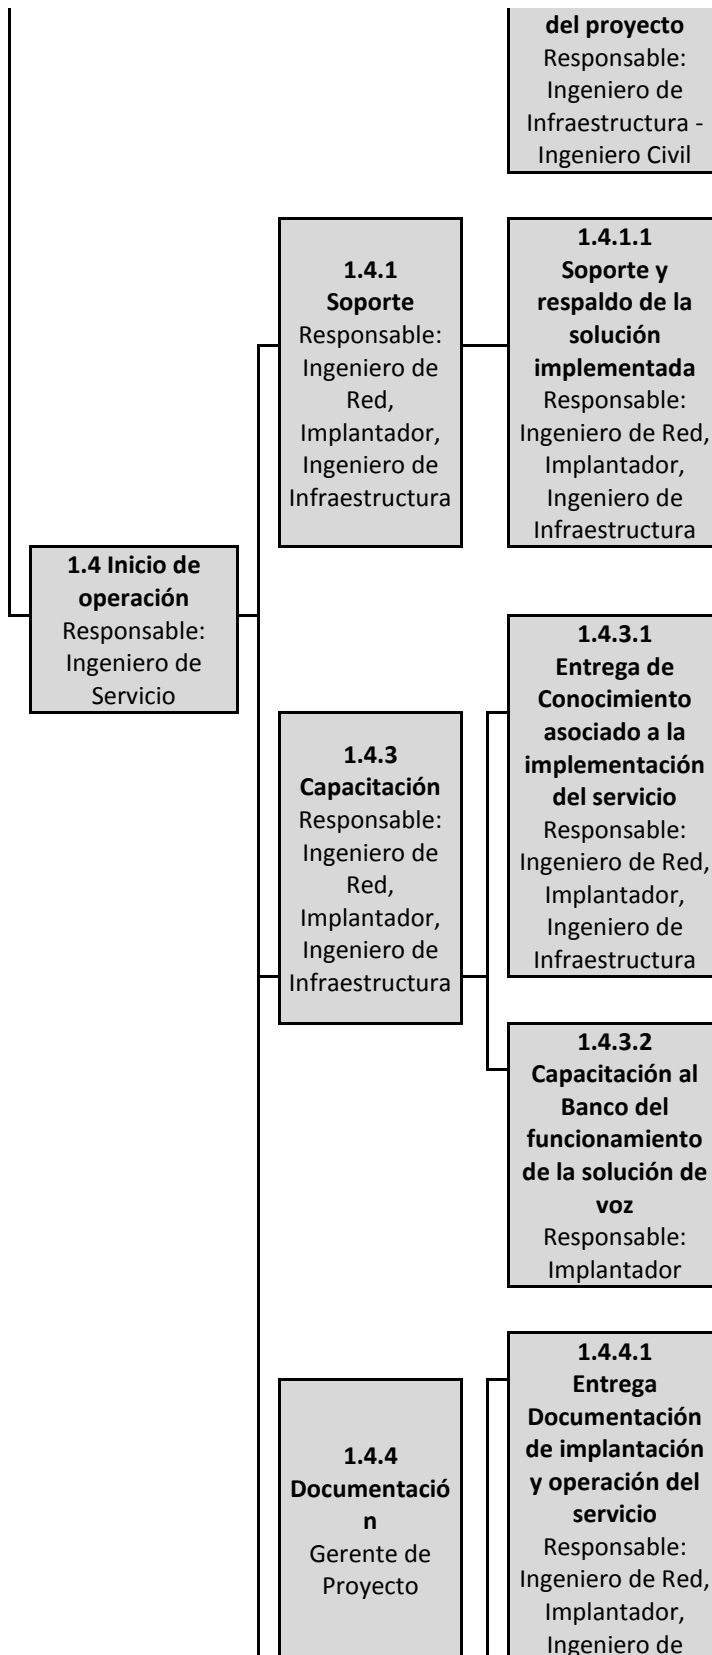 del proyecto
Responsable:
Ingeniero de
Infraestructura -
Ingeniero Civil
1.4.1
Soporte
Responsable:
Ingeniero de
Red,
Implantador,
Ingeniero de
Infraestructura
1.4.1.1
Soporte y
respaldo de la
solución
implementada
Responsable:
Ingeniero de Red,
Implantador,
Ingeniero de
Infraestructura
1.4 Inicio de
operación
Responsable:
Ingeniero de
Servicio
1.4.3
Capacitación
Responsable:
Ingeniero de
Red,
Implantador,
Ingeniero de
Infraestructura
1.4.3.1
Entrega de
Conocimiento
asociado a la
implementación
del servicio
Responsable:
Ingeniero de Red,
Implantador,
Ingeniero de
Infraestructura
1.4.3.2
Capacitación al
Banco del
funcionamiento
de la solución de
voz
Responsable:
Implantador
1.4.4
Documentació
n
Gerente de
Proyecto
1.4.4.1
Entrega
Documentación
de implantación
y operación del
servicio
Responsable:
Ingeniero de Red,
Implantador,
Ingeniero de